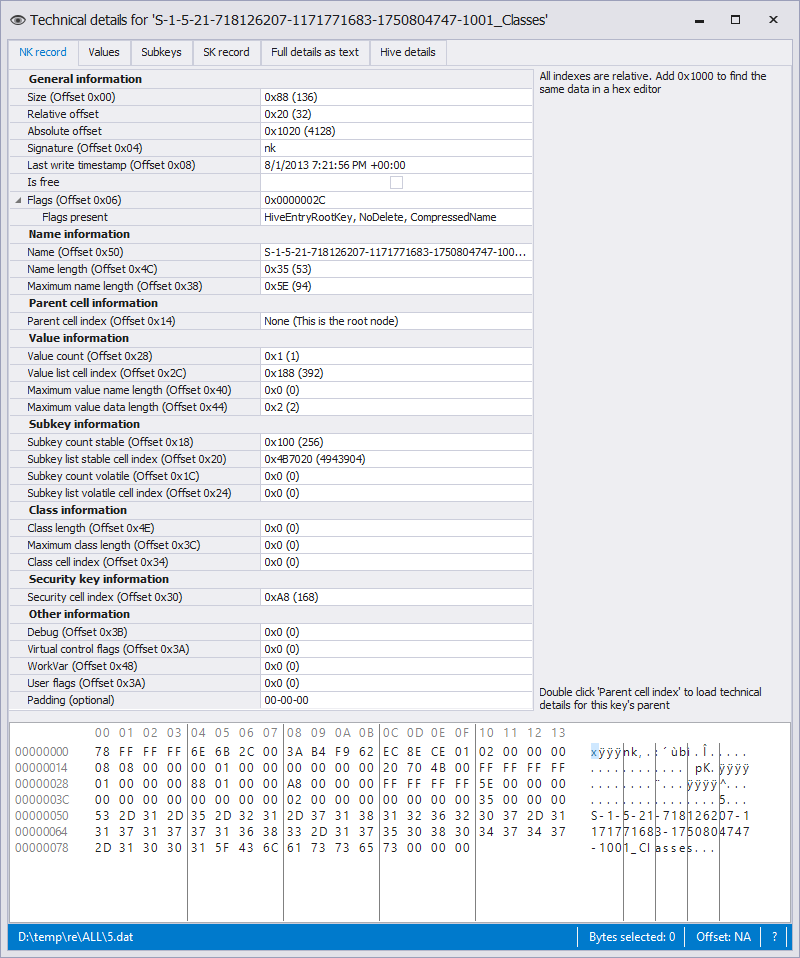 Technical details for 'S-1-5-21-718126207-1171771683-1750804747-1001_Classes'
NK record Values Subkeys SK record Full details as text Hive details
General information
Size (Offset 0x00) 0x88 (136)
Relative offset 0x20 (32)
Absolute offset 0x1020 (4128)
Signature (Offset 0x04) nk
Last write timestamp (Offset 0x08) 8/1/2013 7:21:56 PM +00:00
Is free
Flags (Offset 0x06) 0x0000002C
Flags present HiveEntryRootKey, NoDelete, CompressedName
Name information
Name (Offset 0x50) S-1-5-21-718126207-1171771683-1750804747-100...
Name length (Offset 0x4C) 0x35 (53)
Maximum name length (Offset 0x38) 0x5E (94)
Parent cell information
Parent cell index (Offset 0x14) None (This is the root node)
Value information
Value count (Offset 0x28) 0x1 (1)
Value list cell index (Offset 0x2C) 0x188 (392)
Maximum value name length (Offset 0x40) 0x0 (0)
Maximum value data length (Offset 0x44) 0x2 (2)
Subkey information
Subkey count stable (Offset 0x18) 0x100 (256)
Subkey list stable cell index (Offset 0x20) 0x4B7020 (4943904)
Subkey count volatile (Offset 0x1C) 0x0 (0)
Subkey list volatile cell index (Offset 0x24) 0x0 (0)
Class information
Class length (Offset 0x4E) 0x0 (0)
Maximum class length (Offset 0x3C) 0x0 (0)
Class cell index (Offset 0x34) 0x0 (0)
Security key information
Security cell index (Offset 0x30) 0xA8 (168)
Other information
Debug (Offset 0x3B) 0x0 (0)
Virtual control flags (Offset 0x3A) 0x0 (0)
WorkVar (Offset 0x48) 0x0 (0)
User flags (Offset 0x3A) 0x0 (0)
Padding (optional) 00-00-00
All indexes are relative. Add 0x1000 to find the
same data in a hex editor
Double click 'Parent cell index' to load technical
details for this key's parent
00 01 02 03 04 05 06 07 08 09 0A 0B 0C 0D 0E 0F 10 11 12 13
00000000 78 FF FF FF 6E 6B 2C 00 3A B4 F9 62 EC 8E CE 01 02 00 00 00 xÿÿÿnk,.:´ùbì.Î.....
00000014 08 08 00 00 00 01 00 00 00 00 00 00 20 70 4B 00 FF FF FF FF ............ pK.ÿÿÿÿ
00000028 01 00 00 00 88 01 00 00 A8 00 00 00 FF FF FF FF 5E 00 00 00 ........¨...ÿÿÿÿ^...
0000003C 00 00 00 00 00 00 00 00 02 00 00 00 00 00 00 00 35 00 00 00 ................5...
00000050 53 2D 31 2D 35 2D 32 31 2D 37 31 38 31 32 36 32 30 37 2D 31 S-1-5-21-718126207-1
00000064 31 37 31 37 37 31 36 38 33 2D 31 37 35 30 38 30 34 37 34 37 171771683-1750804747
00000078 2D 31 30 30 31 5F 43 6C 61 73 73 65 73 00 00 00 -1001_Classes...
D:\temp\re\ALL\5.dat Bytes selected: 0 Offset: NA ?